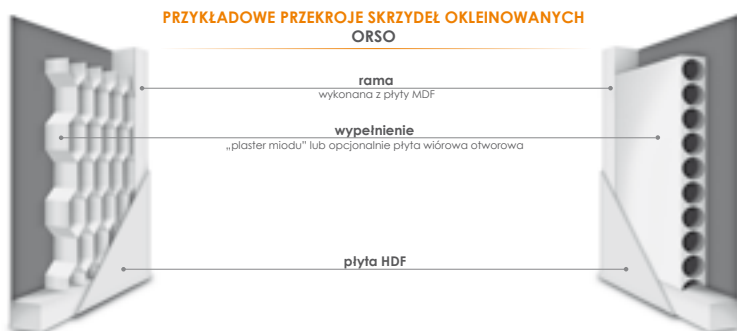 PRZYKŁADOWE PRZEKROJE SKRZYDEŁ OKLEINOWANYCH
ORSO
rama
wykonana z płyty MDF
wypełnienie
„plaster miodu” lub opcjonalnie płyta wiórowa otworowa
płyta HDF